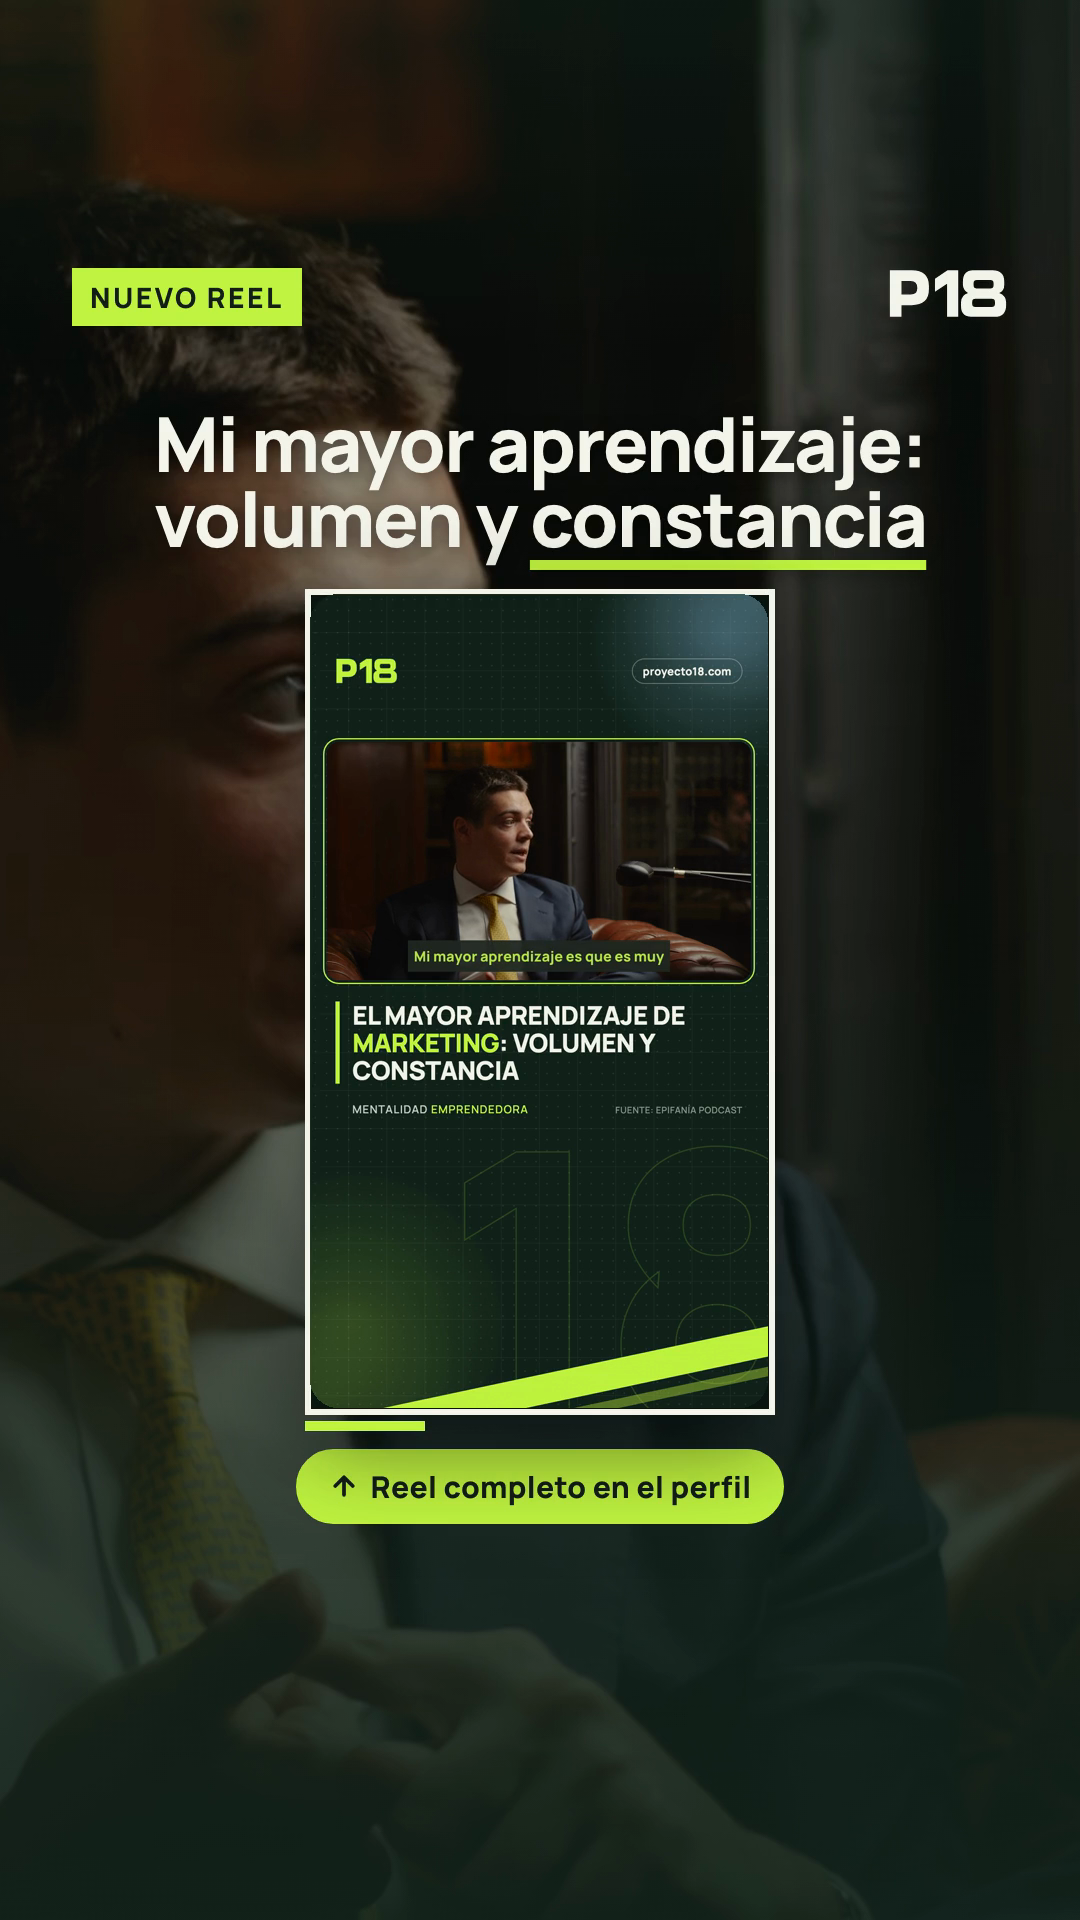 NUEVO REEL
P18
Mi mayor aprendizaje:
volumen y constancia
P18
proyecto18.com
Mi mayor aprendizaje es que es muy
EL MAYOR APRENDIZAJE DE
MARKETING: VOLUMEN Y
CONSTANCIA
MENTALIDAD EMPRENDEDORA
FUENTE: EPIFANÍA PODCAST
18
↑ Reel completo en el perfil